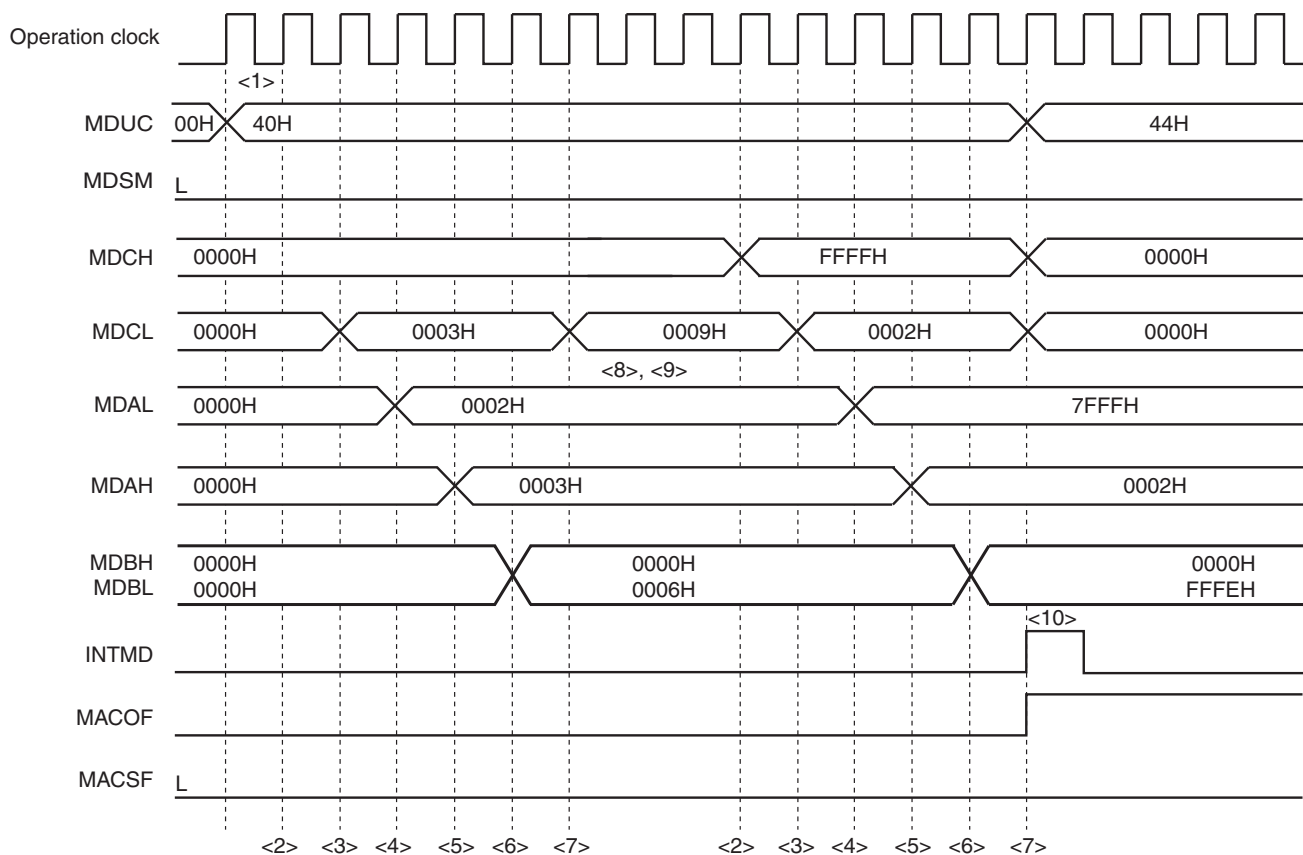 Operation clock
<1>
MDUC 00H 40H 44H
MDSM L
MDCH 0000H FFFFH 0000H
MDCL 0000H 0003H 0009H 0002H 0000H
<8>, <9>
MDAL 0000H 0002H 7FFFH
MDAH 0000H 0003H 0002H
MDBH 0000H 0000H 0000H
MDBL 0000H 0006H FFFEH
<10>
INTMD
MACOF
MACSF L
<2> <3> <4> <5> <6> <7> <2> <3> <4> <5> <6> <7>